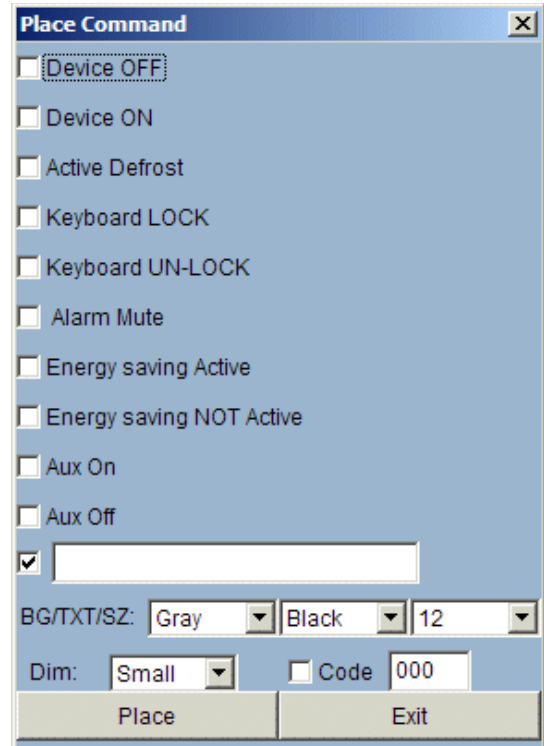 Place Command
Device OFF
Device ON
Active Defrost
Keyboard LOCK
Keyboard UN-LOCK
Alarm Mute
Energy saving Active
Energy saving NOT Active
Aux On
Aux Off
BG/TXT/SZ: Gray Black 12
Dim: Small Code 000
Place Exit